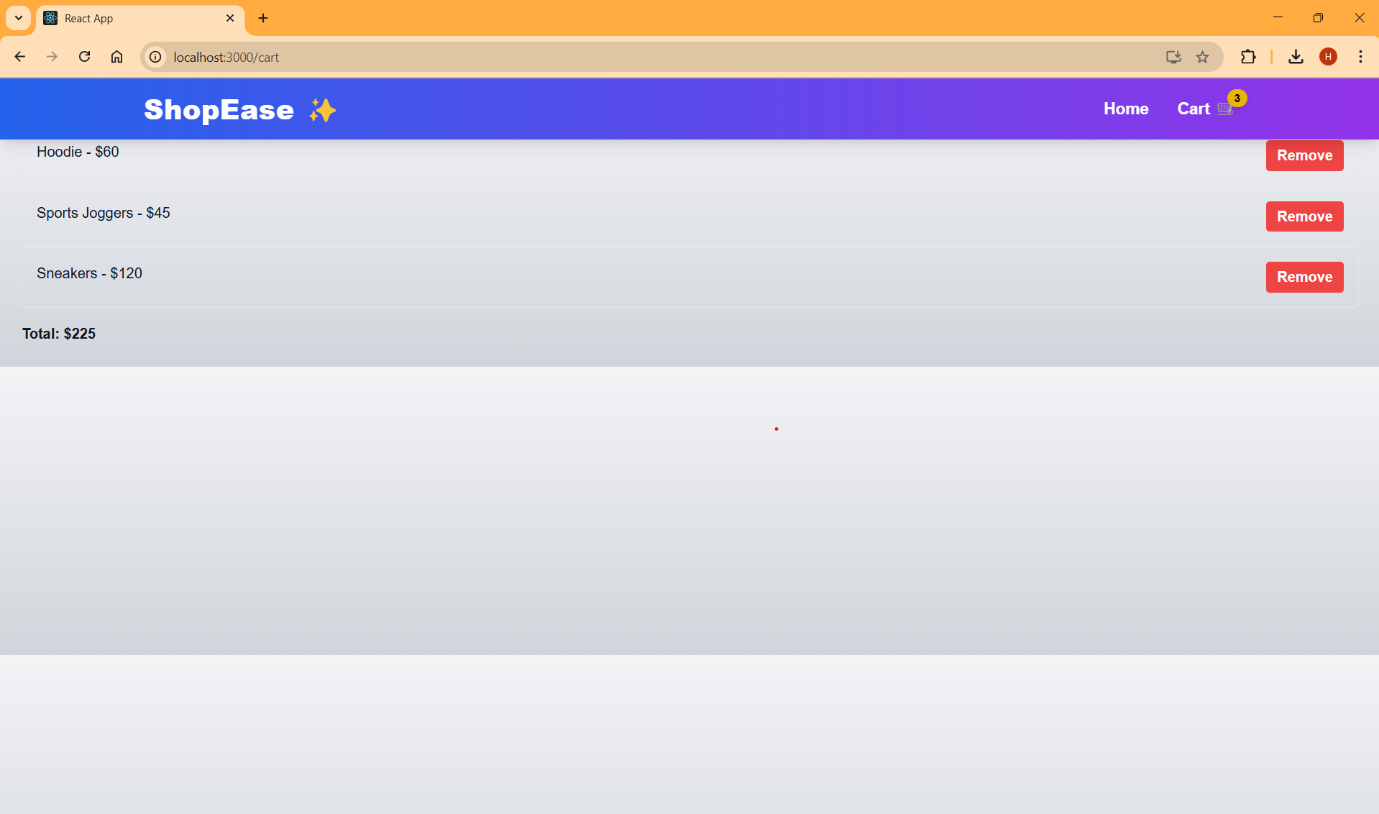 React App
localhost:3000/cart
H
ShopEase ✨
Home
Cart
3
Hoodie - $60
Remove
Sports Joggers - $45
Remove
Sneakers - $120
Remove
Total: $225